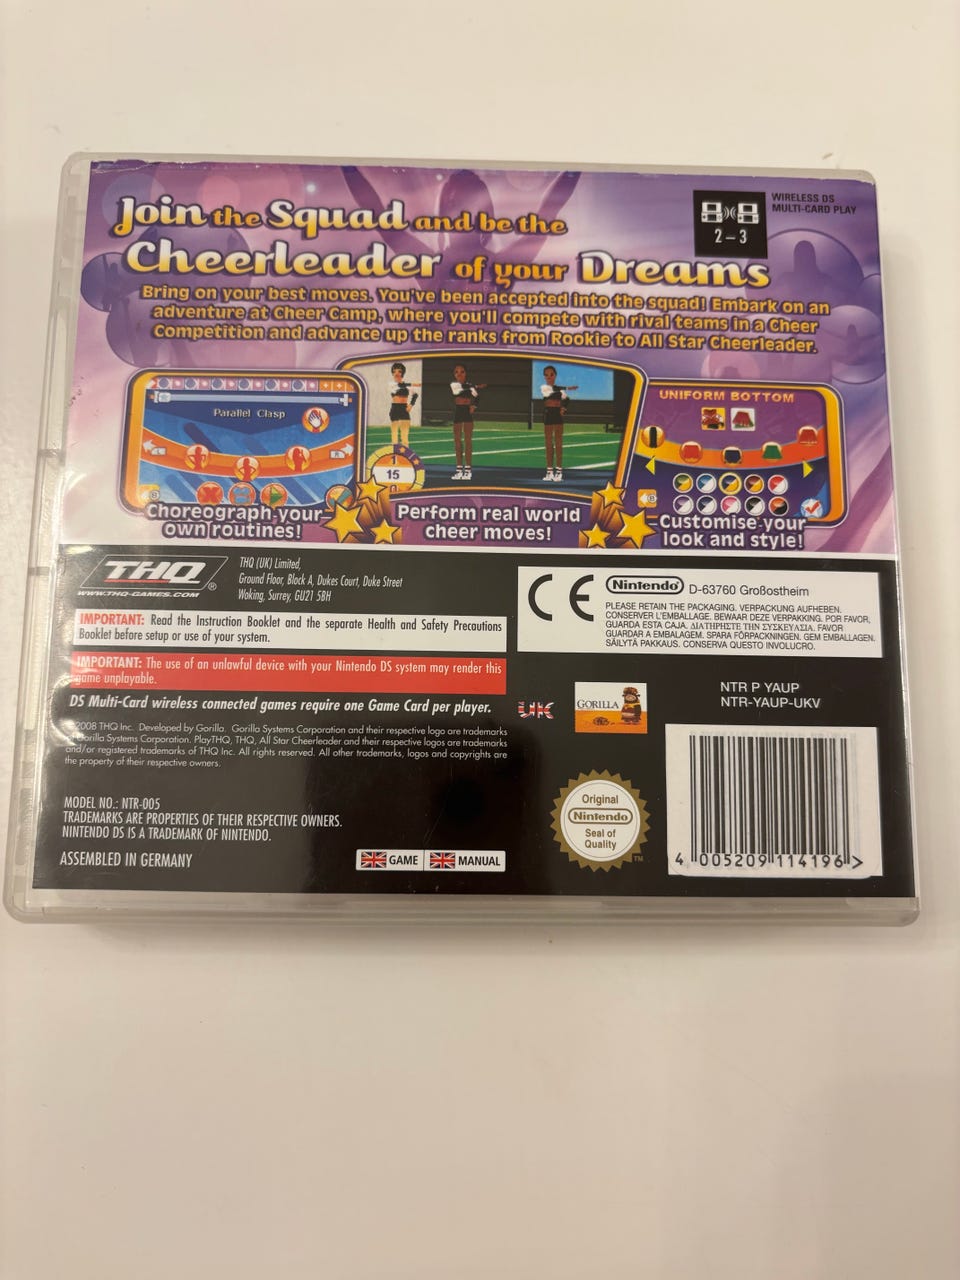 Join the Squad and be the
Cheerleader of your Dreams
WIRELESS DS
MULTI-CARD PLAY
2 – 3
Bring on your best moves. You've been accepted into the squad! Embark on an
adventure at Cheer Camp, where you'll compete with rival teams in a Cheer
Competition and advance up the ranks from Rookie to All Star Cheerleader.
Parallel Clasp
15
UNIFORM BOTTOM
Choreograph your
own routines!
Perform real world
cheer moves!
Customise your
look and style!
THQ®
WWW.THQ-GAMES.COM
THQ (UK) Limited,
Ground Floor, Block A, Dukes Court, Duke Street
Woking, Surrey, GU21 5BH
IMPORTANT: Read the Instruction Booklet and the separate Health and Safety Precautions
Booklet before setup or use of your system.
IMPORTANT: The use of an unlawful device with your Nintendo DS system may render this
game unplayable.
DS Multi-Card wireless connected games require one Game Card per player.
©2008 THQ Inc. Developed by Gorilla. Gorilla Systems Corporation and their respective logo are trademarks
of Gorilla Systems Corporation. PlayTHQ, THQ, All Star Cheerleader and their respective logos are trademarks
and/or registered trademarks of THQ Inc. All rights reserved. All other trademarks, logos and copyrights are
the property of their respective owners.
MODEL NO.: NTR-005
TRADEMARKS ARE PROPERTIES OF THEIR RESPECTIVE OWNERS.
NINTENDO DS IS A TRADEMARK OF NINTENDO.
ASSEMBLED IN GERMANY
GAME
MANUAL
CE
Nintendo D-63760 Großostheim
PLEASE RETAIN THE PACKAGING. VERPACKUNG AUFHEBEN.
CONSERVER L'EMBALLAGE. BEWAAR DEZE VERPAKKING. POR FAVOR,
GUARDA ESTA CAJA. ΔΙΑΤΗΡΗΣΤΕ ΤΗΝ ΣΥΣΚΕΥΑΣΙΑ. FAVOR
GUARDAR A EMBALAGEM. SPARA FÖRPACKNINGEN. GEM EMBALLAGEN.
SÄILYTÄ PAKKAUS. CONSERVA QUESTO INVOLUCRO.
UK
GORILLA
NTR P YAUP
NTR-YAUP-UKV
Original
Nintendo
Seal of
Quality
TM
4 005209 114196 >